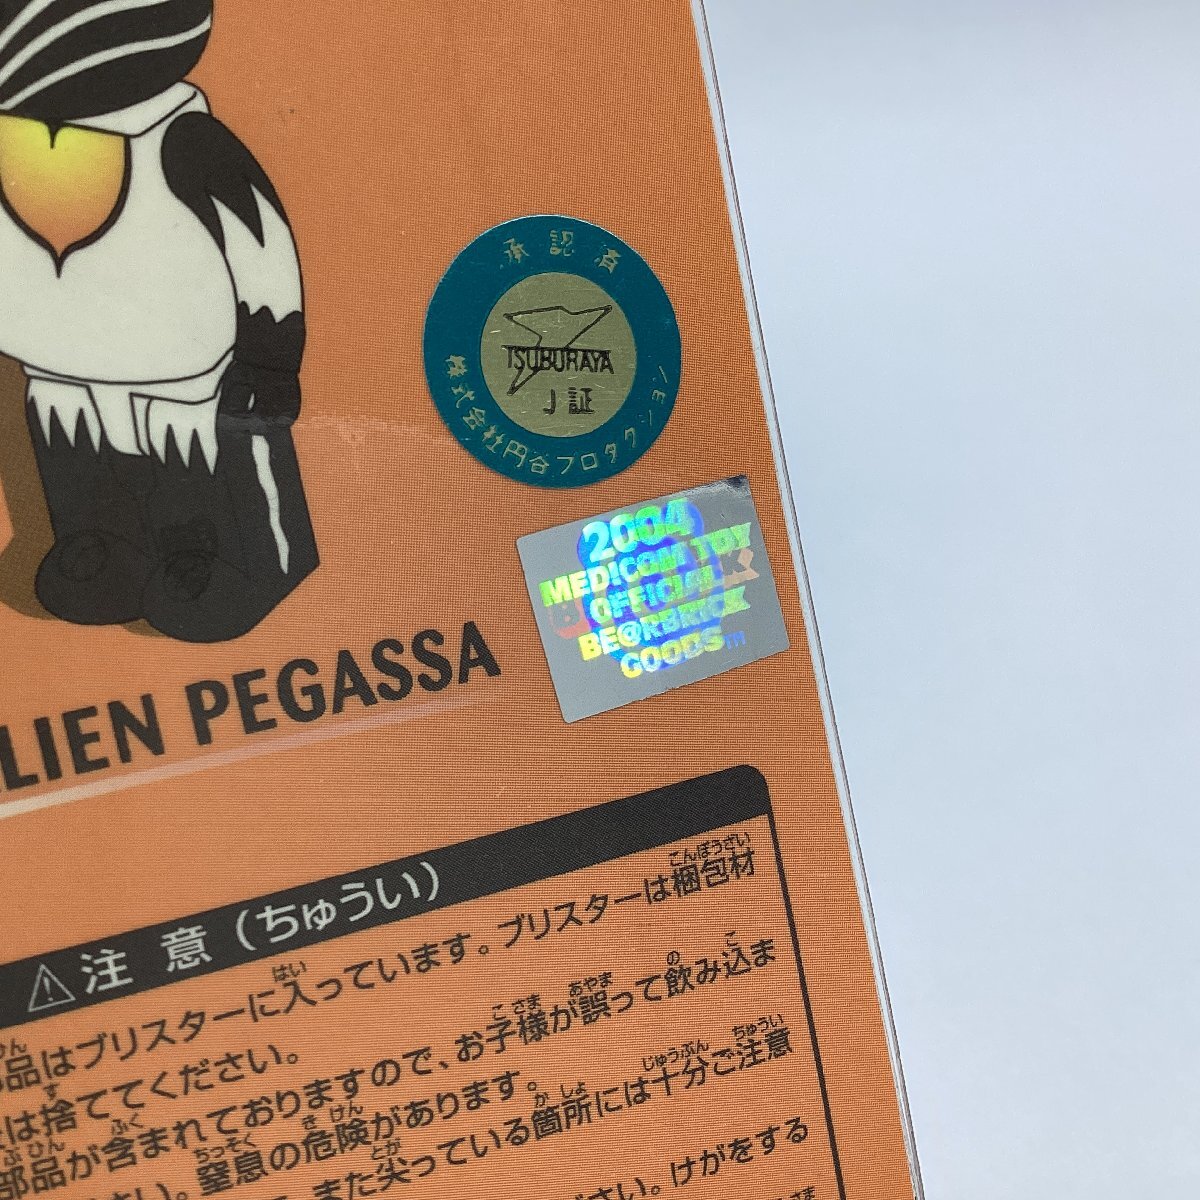 承認済
TSUBURAYA
J証
株式会社円谷プロダクション
2004
MEDICOM TOY
OFFICIAL
BE@RBRICK
GOODS™
LIEN PEGASSA
⚠注意（ちゅうい）
品はブリスターに入っています。ブリスターは梱包材
は捨ててください。
部品が含まれておりますので、お子様が誤って飲み込ま
窒息の危険があります。
また尖っている箇所には十分ご注意
さい。けがをする